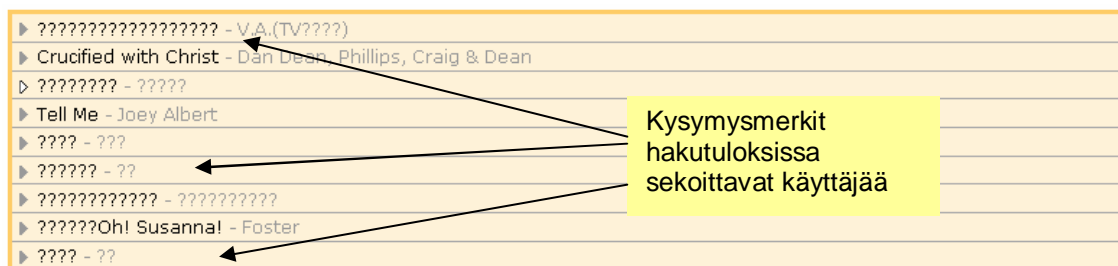 ?????????????????? - V.A.(TV????)
Crucified with Christ - Dan Dean, Phillips, Craig & Dean
???????? - ?????
Tell Me - Joey Albert
???? - ???
?????? - ??
???????????? - ??????????
??????Oh! Susanna! - Foster
???? - ??
Kysymysmerkit
hakutuloksissa
sekoittavat käyttäjää